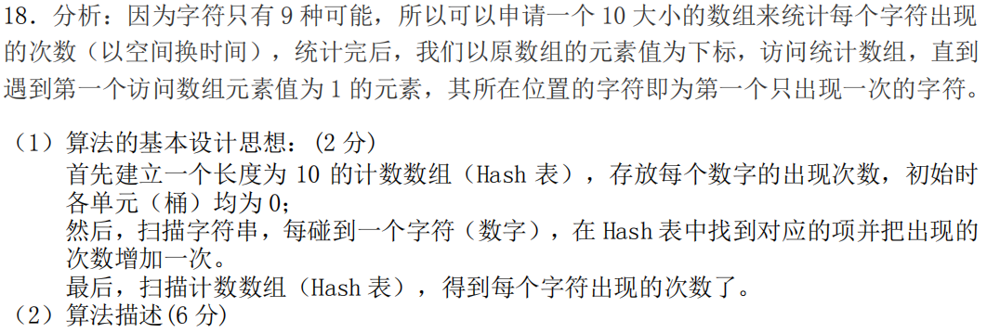 18. 分析：因为字符只有 9 种可能，所以可以申请一个 10 大小的数组来统计每个字符出现
的次数（以空间换时间），统计完后，我们以原数组的元素值为下标，访问统计数组，直到
遇到第一个访问数组元素值为 1 的元素，其所在位置的字符即为第一个只出现一次的字符。
（1）算法的基本设计思想：(2 分)
首先建立一个长度为 10 的计数数组（Hash 表），存放每个数字的出现次数，初始时
各单元（桶）均为 0；
然后，扫描字符串，每碰到一个字符（数字），在 Hash 表中找到对应的项并把出现的
次数增加一次。
最后，扫描计数数组（Hash 表），得到每个字符出现的次数了。
（2）算法描述(6 分)